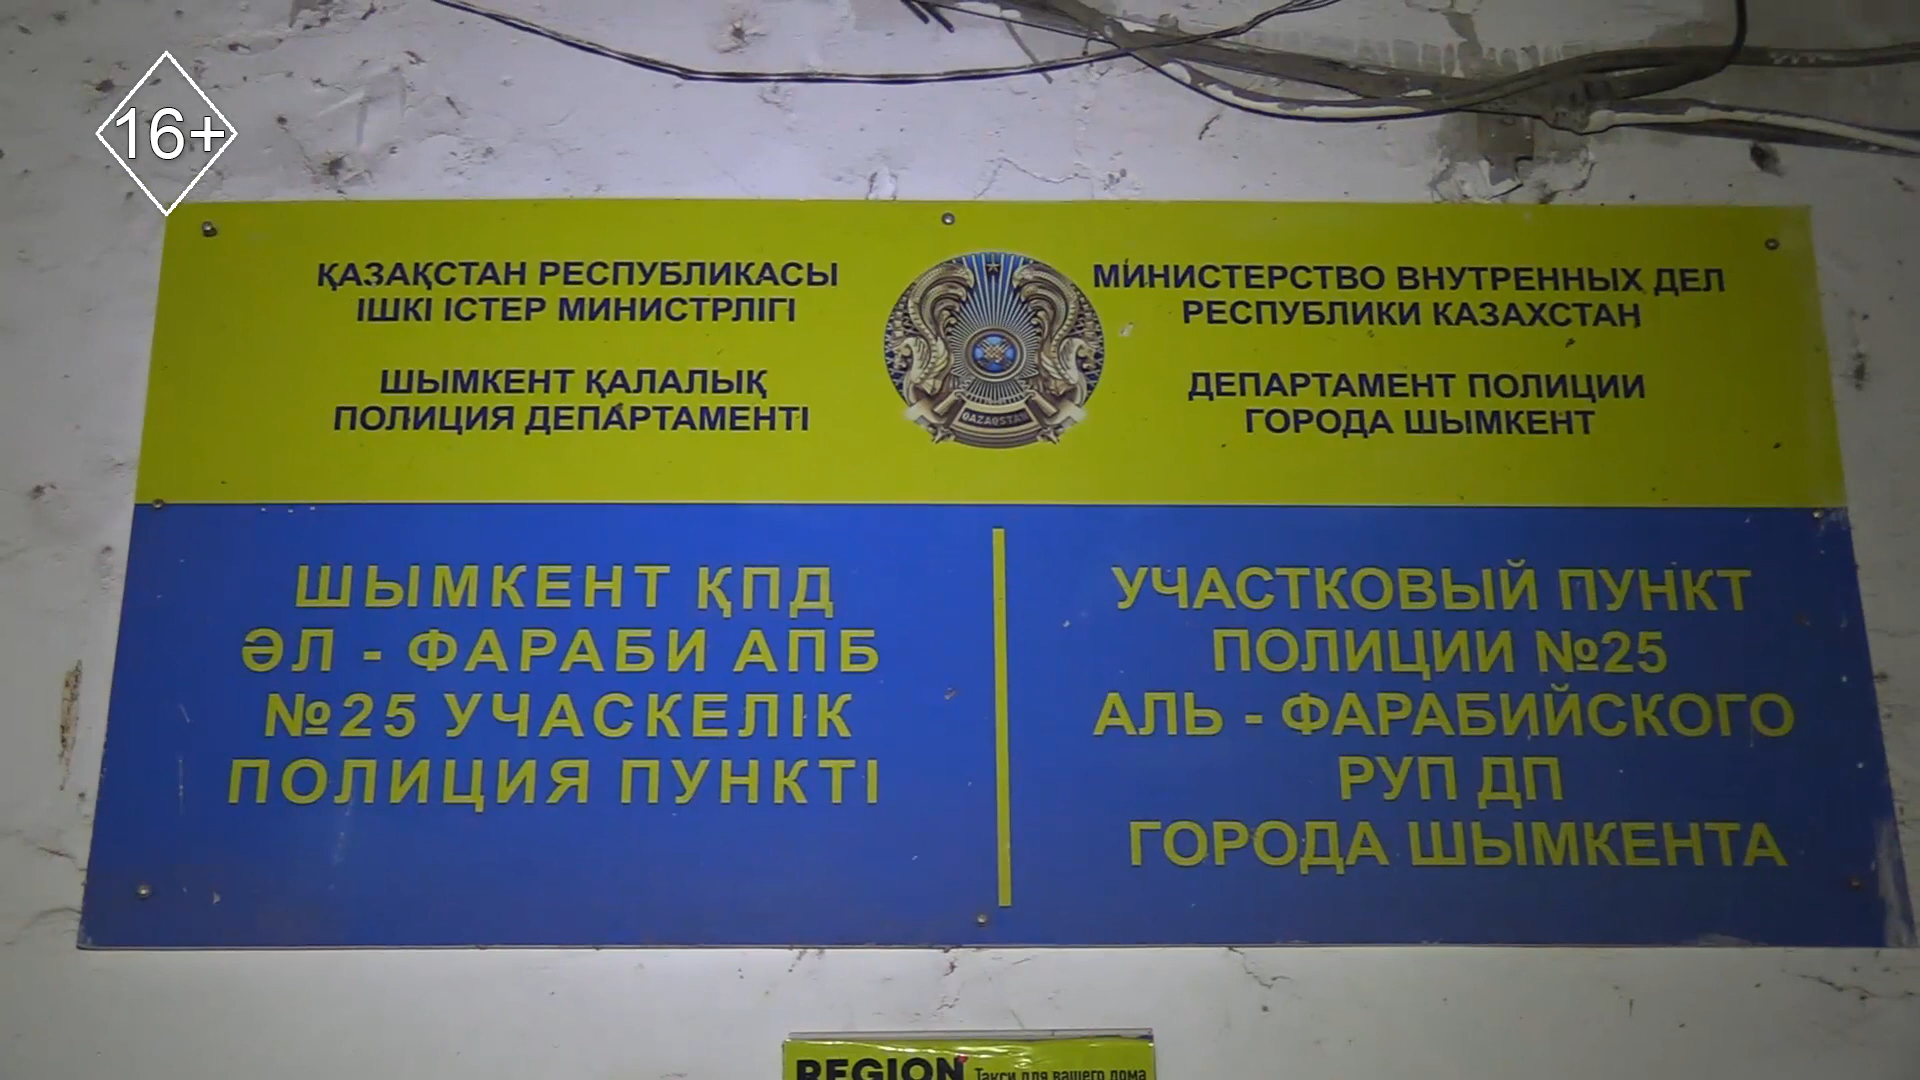 16+
ҚАЗАҚСТАН РЕСПУБЛИКАСЫ
ІШКІ ІСТЕР МИНИСТРЛІГІ
ШЫМКЕНТ ҚАЛАЛЫҚ
ПОЛИЦИЯ ДЕПАРТАМЕНТІ
QAZAQSTAN
МИНИСТЕРСТВО ВНУТРЕННЫХ ДЕЛ
РЕСПУБЛИКИ КАЗАХСТАН
ДЕПАРТАМЕНТ ПОЛИЦИИ
ГОРОДА ШЫМКЕНТ
ШЫМКЕНТ ҚПД
ӘЛ - ФАРАБИ АПБ
№25 УЧАСКЕЛІК
ПОЛИЦИЯ ПУНКТІ
УЧАСТКОВЫЙ ПУНКТ
ПОЛИЦИИ №25
АЛЬ - ФАРАБИЙСКОГО
РУП ДП
ГОРОДА ШЫМКЕНТА
REGION Такси для вашего дома